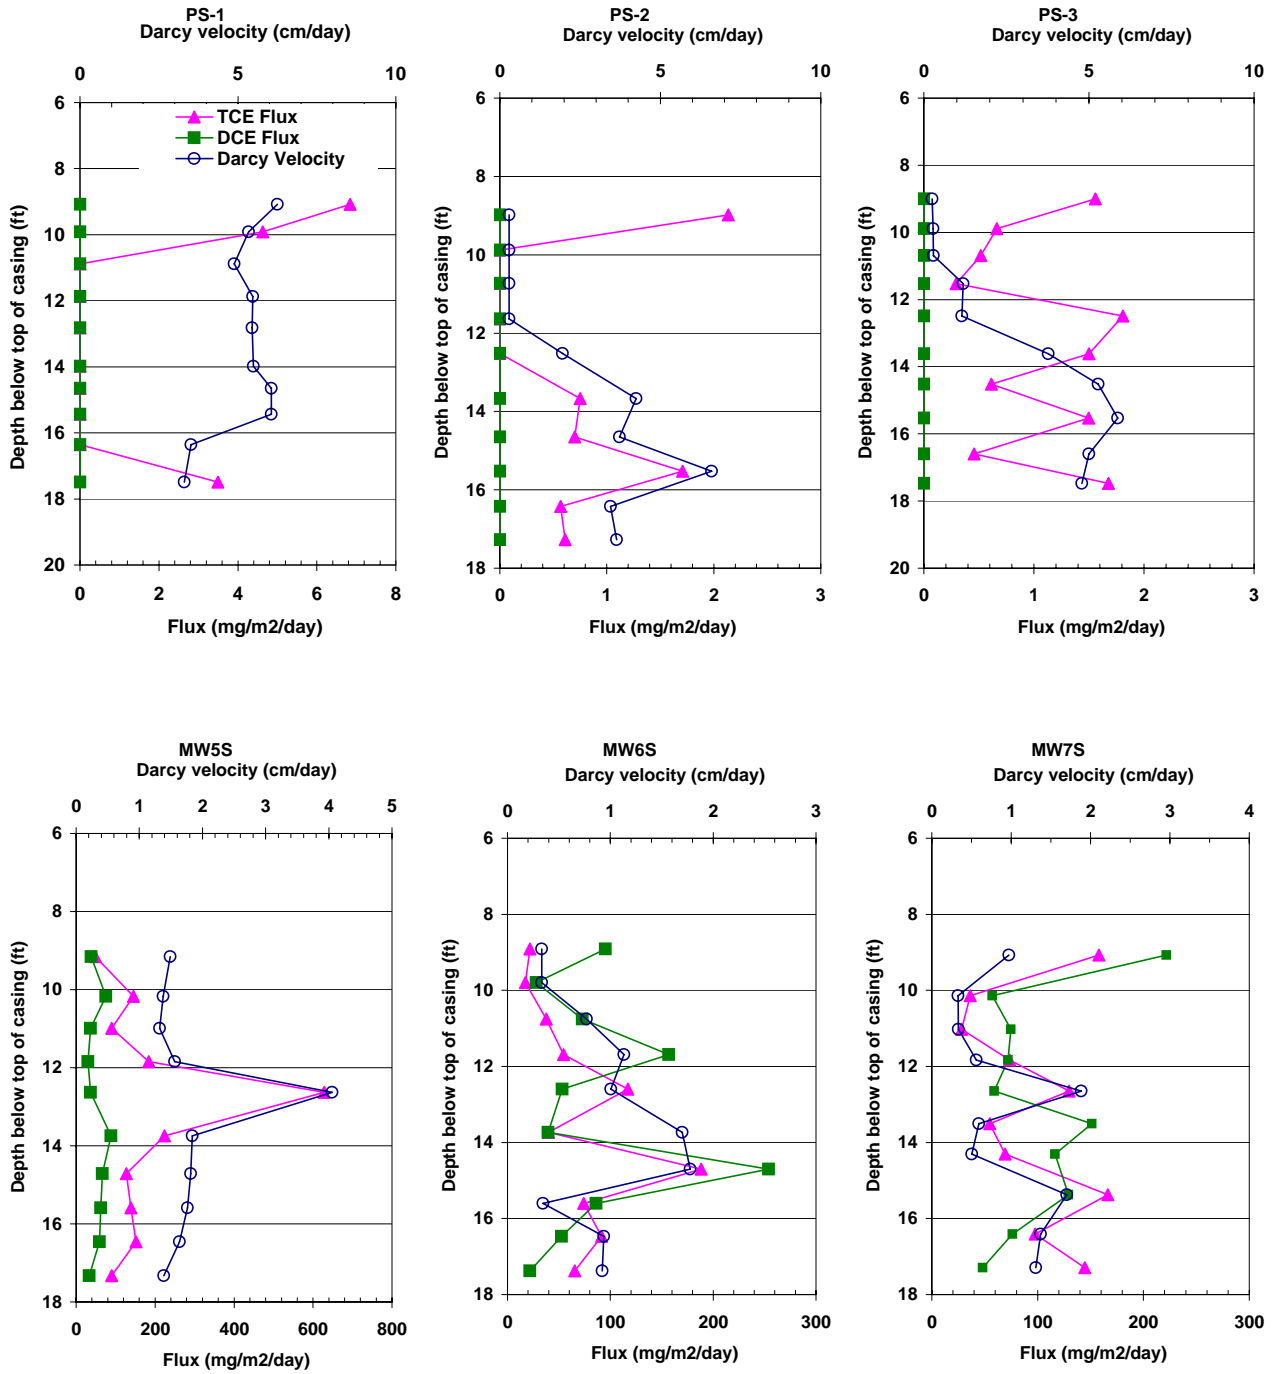 PS-1
Darcy velocity (cm/day)
0 5 10
6
8
10
12
14
16
18
20
Depth below top of casing (ft)
TCE Flux
DCE Flux
Darcy Velocity
0 2 4 6 8
Flux (mg/m2/day)
PS-2
Darcy velocity (cm/day)
0 5 10
6
8
10
12
14
16
18
Depth below top of casing (ft)
0 1 2 3
Flux (mg/m2/day)
PS-3
Darcy velocity (cm/day)
0 5 10
6
8
10
12
14
16
18
20
Depth below top of casing (ft)
0 1 2 3
Flux (mg/m2/day)
MW5S
Darcy velocity (cm/day)
0 1 2 3 4 5
6
8
10
12
14
16
18
Depth below top of casing (ft)
0 200 400 600 800
Flux (mg/m2/day)
MW6S
Darcy velocity (cm/day)
0 1 2 3
6
8
10
12
14
16
18
Depth below top of casing (ft)
0 100 200 300
Flux (mg/m2/day)
MW7S
Darcy velocity (cm/day)
0 1 2 3 4
6
8
10
12
14
16
18
Depth below top of casing (ft)
0 100 200 300
Flux (mg/m2/day)